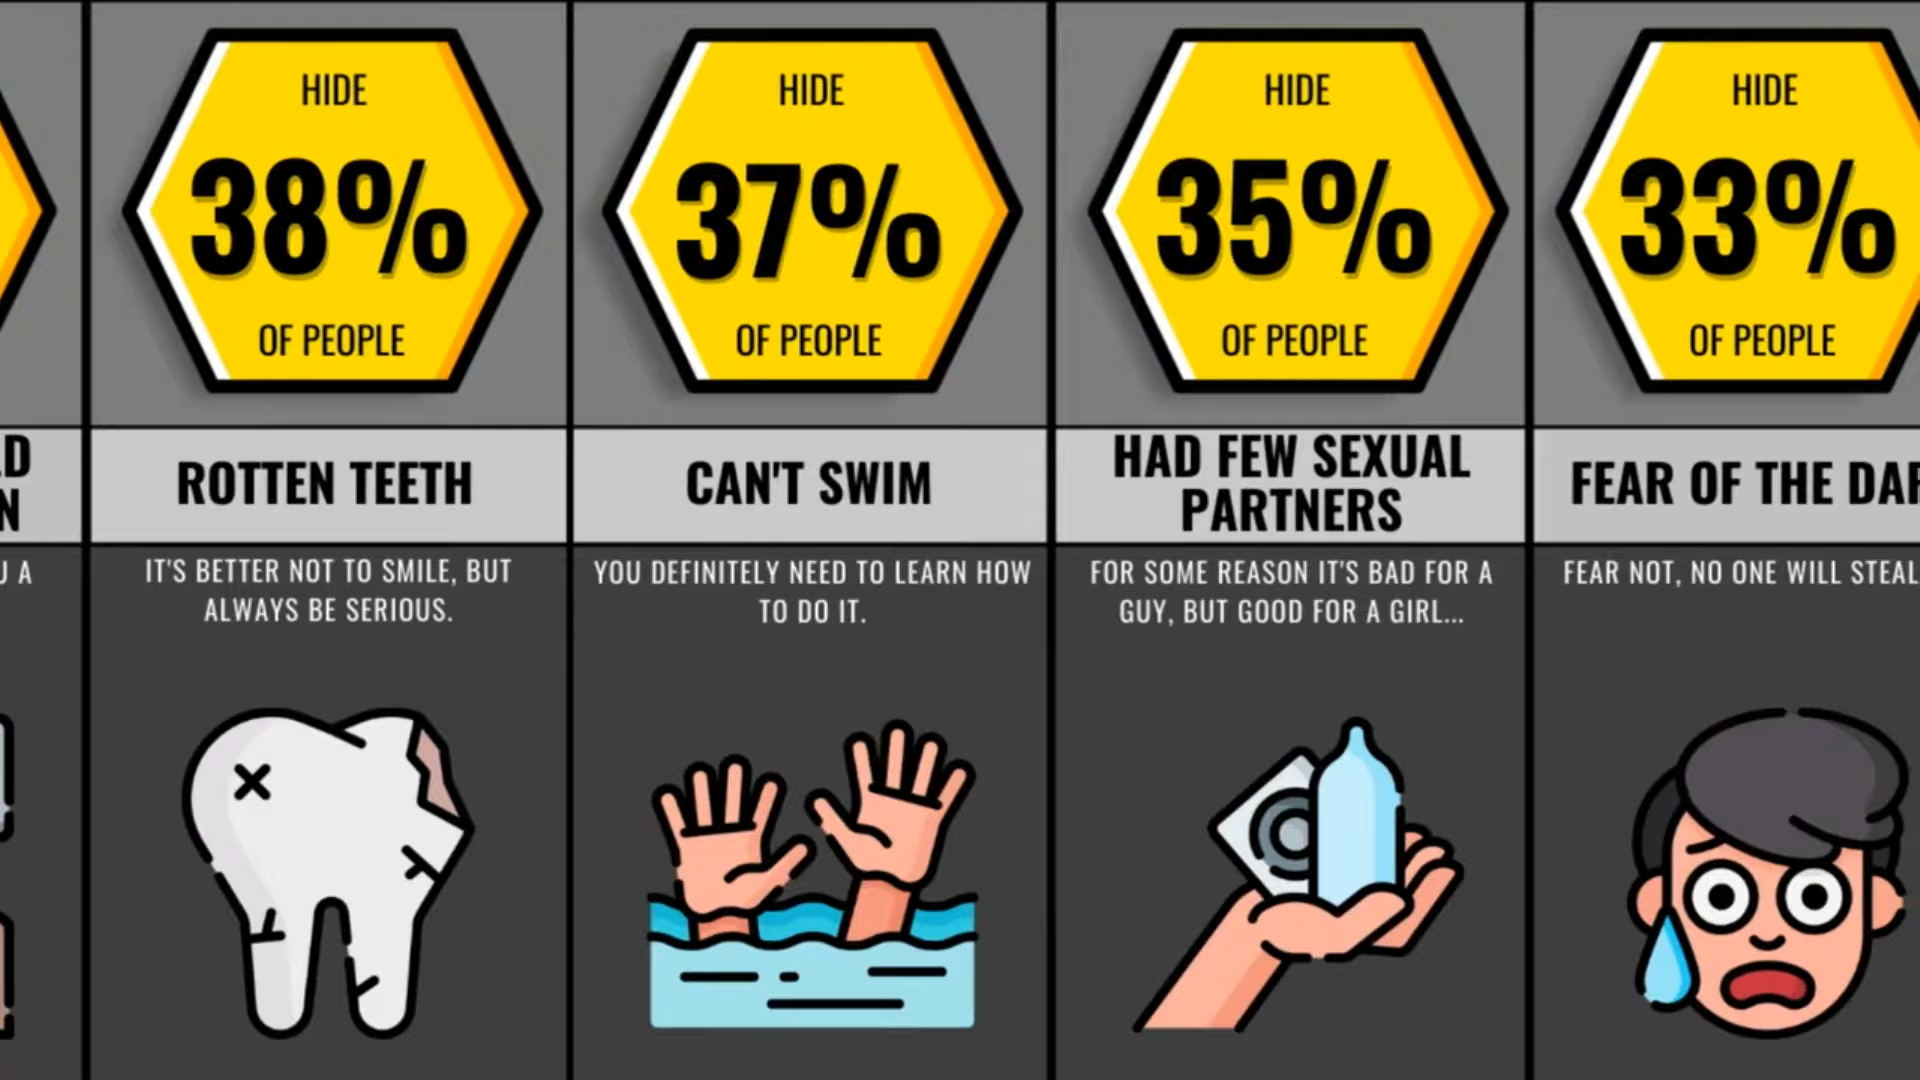 HIDE
38%
OF PEOPLE
ROTTEN TEETH
IT'S BETTER NOT TO SMILE, BUT
ALWAYS BE SERIOUS.
HIDE
37%
OF PEOPLE
CAN'T SWIM
YOU DEFINITELY NEED TO LEARN HOW
TO DO IT.
HIDE
35%
OF PEOPLE
HAD FEW SEXUAL
PARTNERS
FOR SOME REASON IT'S BAD FOR A
GUY, BUT GOOD FOR A GIRL...
HIDE
33%
OF PEOPLE
FEAR OF THE
FEAR NOT, NO ONE WILL STEAL